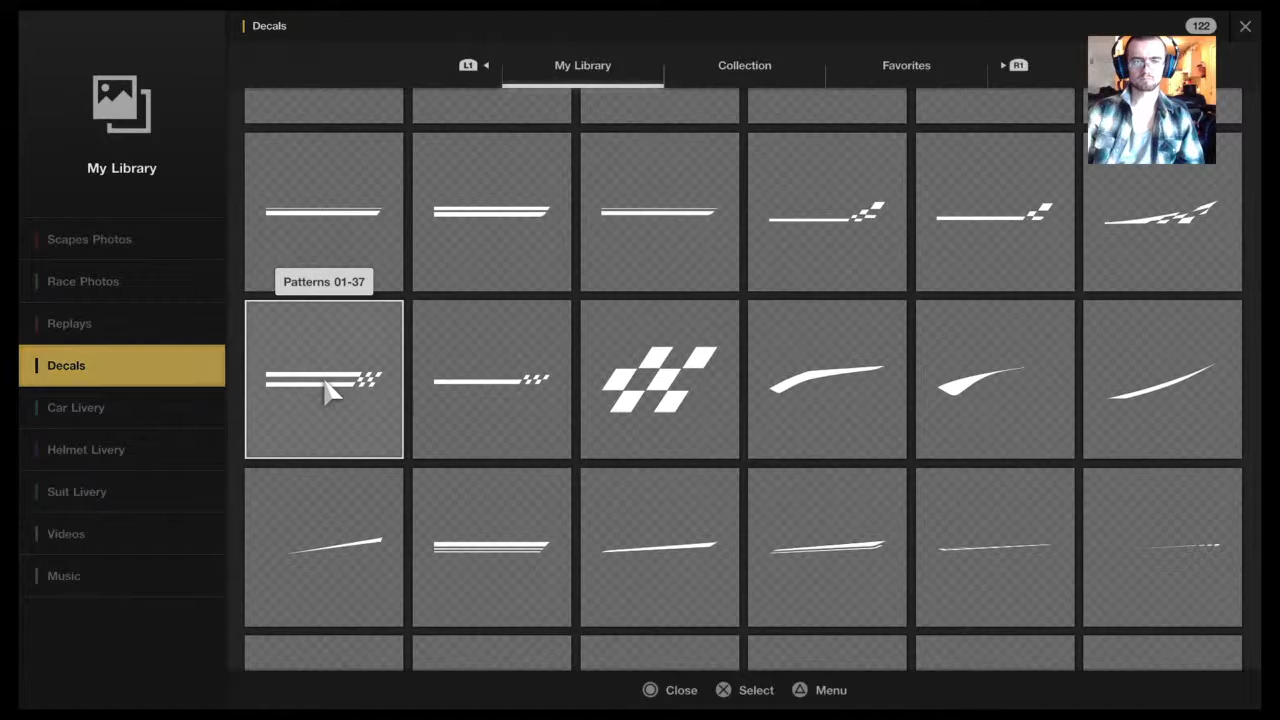 Decals
122
L1
My Library
Collection
Favorites
R1
My Library
Scapes Photos
Race Photos
Replays
Decals
Car Livery
Helmet Livery
Suit Livery
Videos
Music
Patterns 01-37
Close
Select
Menu